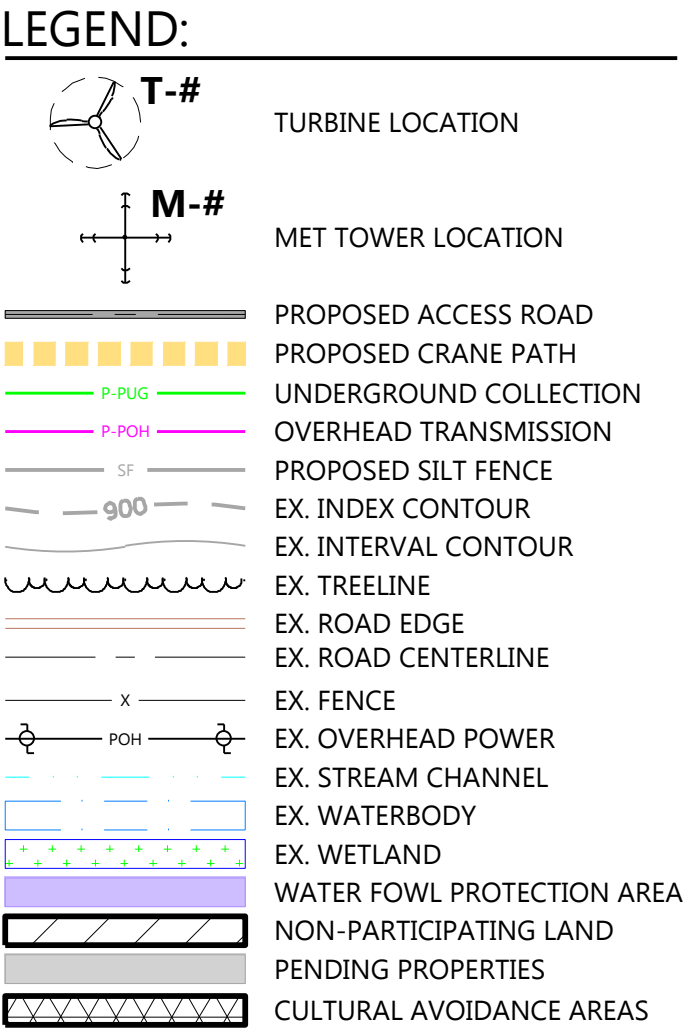 LEGEND:
T-#
TURBINE LOCATION
M-#
MET TOWER LOCATION
PROPOSED ACCESS ROAD
PROPOSED CRANE PATH
P-PUG UNDERGROUND COLLECTION
P-POH OVERHEAD TRANSMISSION
SF PROPOSED SILT FENCE
900 EX. INDEX CONTOUR
EX. INTERVAL CONTOUR
EX. TREELINE
EX. ROAD EDGE
EX. ROAD CENTERLINE
X EX. FENCE
POH EX. OVERHEAD POWER
EX. STREAM CHANNEL
EX. WATERBODY
EX. WETLAND
WATER FOWL PROTECTION AREA
NON-PARTICIPATING LAND
PENDING PROPERTIES
CULTURAL AVOIDANCE AREAS